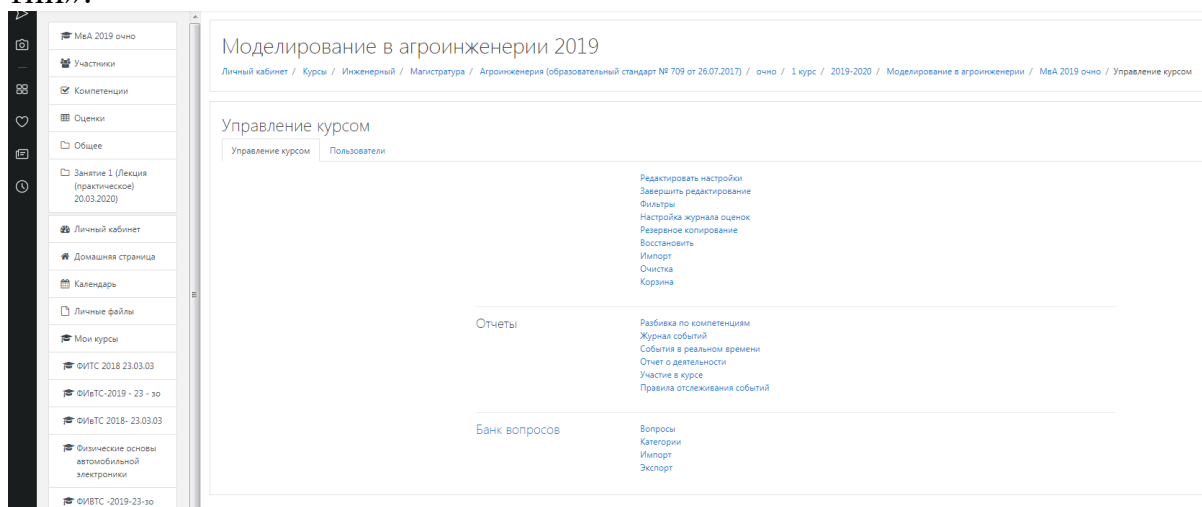 МвА 2019 очно
Участники
Компетенции
Оценки
Общее
Занятие 1 (Лекция
(практическое)
20.03.2020)
Личный кабинет
Домашняя страница
Календарь
Личные файлы
Мои курсы
ФИТС 2018 23.03.03
ФИвТС-2019 - 23 - зо
ФИвТС 2018- 23.03.03
Физические основы
автомобильной
электроники
ФИВТС -2019-23-зо
Моделирование в агроинженерии 2019
Личный кабинет / Курсы / Инженерный / Магистратура / Агроинженерия (образовательный стандарт № 709 от 26.07.2017) / очно / 1 курс / 2019-2020 / Моделирование в агроинженерии / МвА 2019 очно / Управление курсом
Управление курсом
Управление курсом Пользователи
Редактировать настройки
Завершить редактирование
Фильтры
Настройка журнала оценок
Резервное копирование
Восстановить
Импорт
Очистка
Корзина
Отчеты
Разбивка по компетенциям
Журнал событий
События в реальном времени
Отчет о деятельности
Участие в курсе
Правила отслеживания событий
Банк вопросов
Вопросы
Категории
Импорт
Экспорт